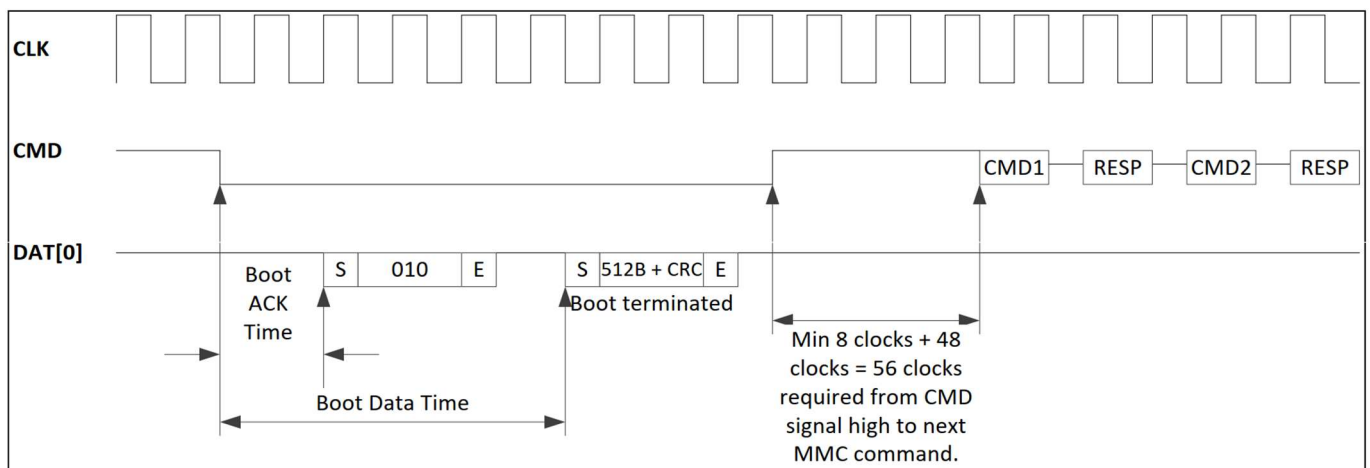 CLK
CMD
CMD1 RESP CMD2 RESP
DAT[0]
S 010 E S 512B + CRC E
Boot
ACK
Time
Boot terminated
Boot Data Time
Min 8 clocks + 48
clocks = 56 clocks
required from CMD
signal high to next
MMC command.